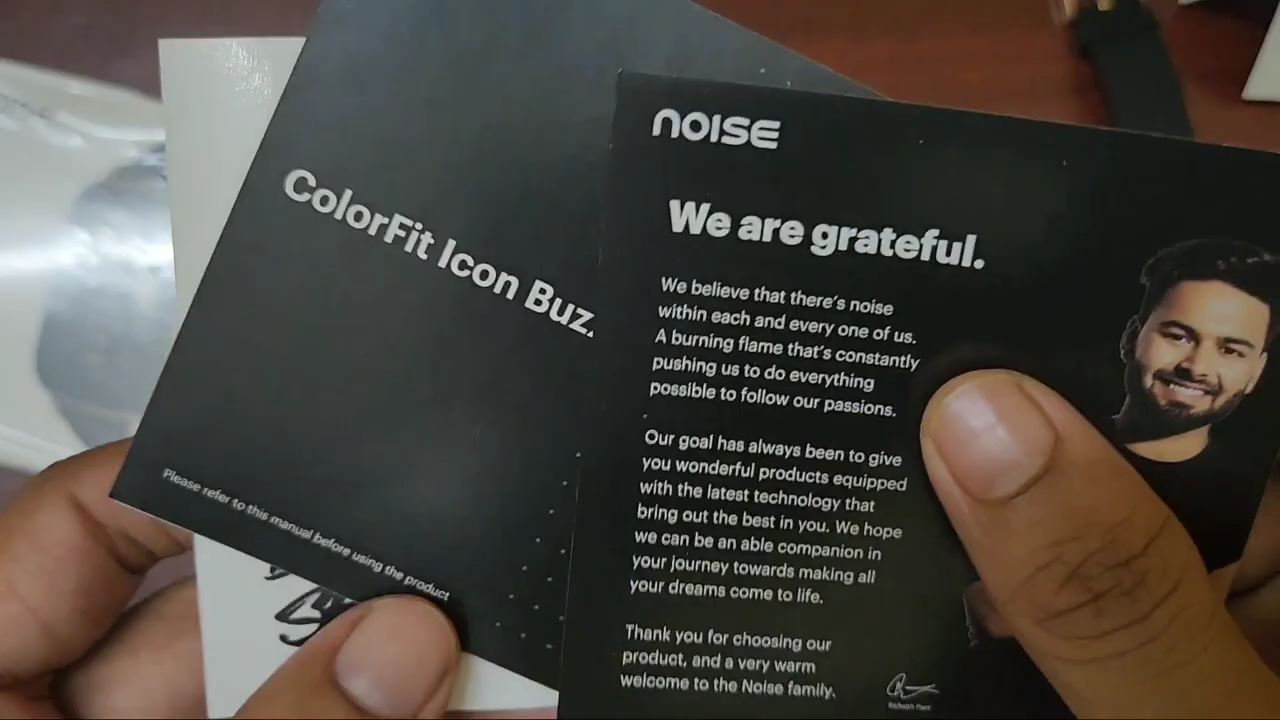 NOISE
ColorFit Icon Buz
Please refer to this manual before using the product
We are grateful.
We believe that there's noise
within each and every one of us.
A burning flame that's constantly
pushing us to do everything
possible to follow our passions.
Our goal has always been to give
you wonderful products equipped
with the latest technology that
bring out the best in you. We hope
we can be an able companion in
your journey towards making all
your dreams come to life.
Thank you for choosing our
product, and a very warm
welcome to the Noise family.
Rishabh Pant